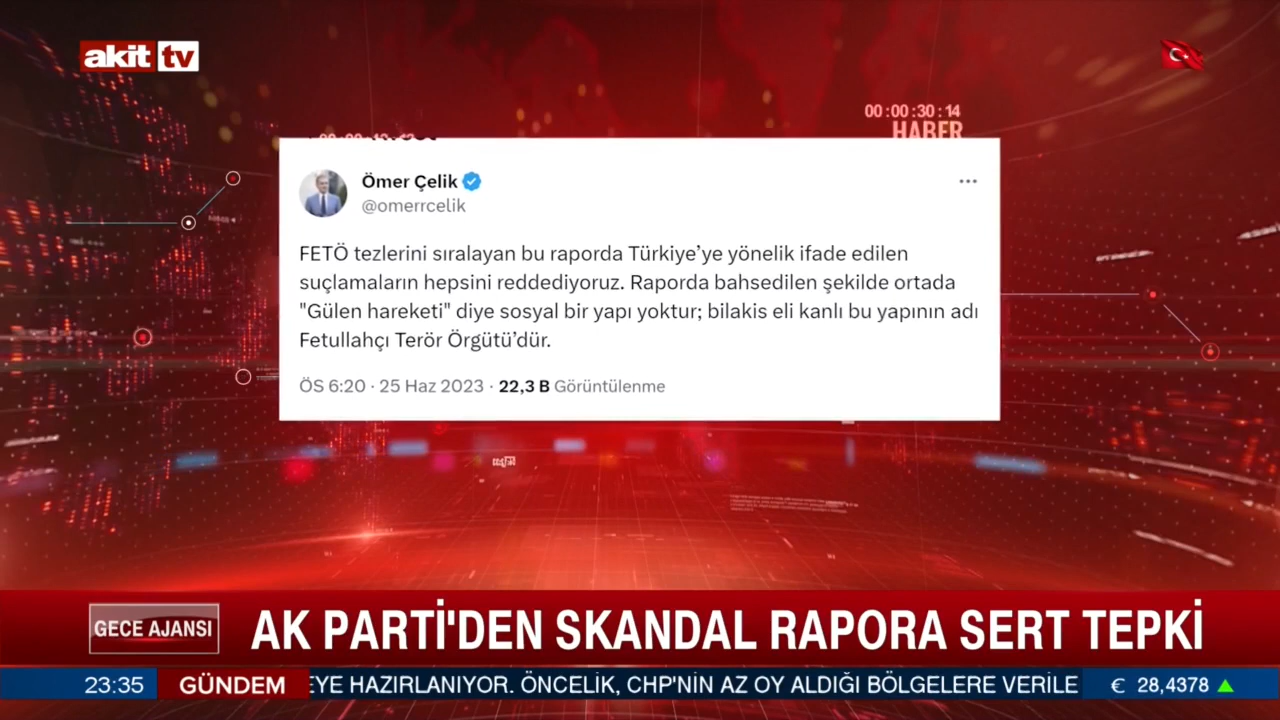 akit tv
00:00:30:14
HABER
Ömer Çelik
@omerrcelik
FETÖ tezlerini sıralayan bu raporda Türkiye’ye yönelik ifade edilen
suçlamaların hepsini reddediyoruz. Raporda bahsedilen şekilde ortada
"Gülen hareketi" diye sosyal bir yapı yoktur; bilakis eli kanlı bu yapının adı
Fetullahçı Terör Örgütü’dür.
ÖS 6:20 · 25 Haz 2023 · 22,3 B Görüntülenme
GECE AJANSI
AK PARTİ'DEN SKANDAL RAPORA SERT TEPKİ
23:35 GÜNDEM EYE HAZIRLANIYOR. ÖNCELİK, CHP'NİN AZ OY ALDIĞI BÖLGELERE VERİLE € 28,4378